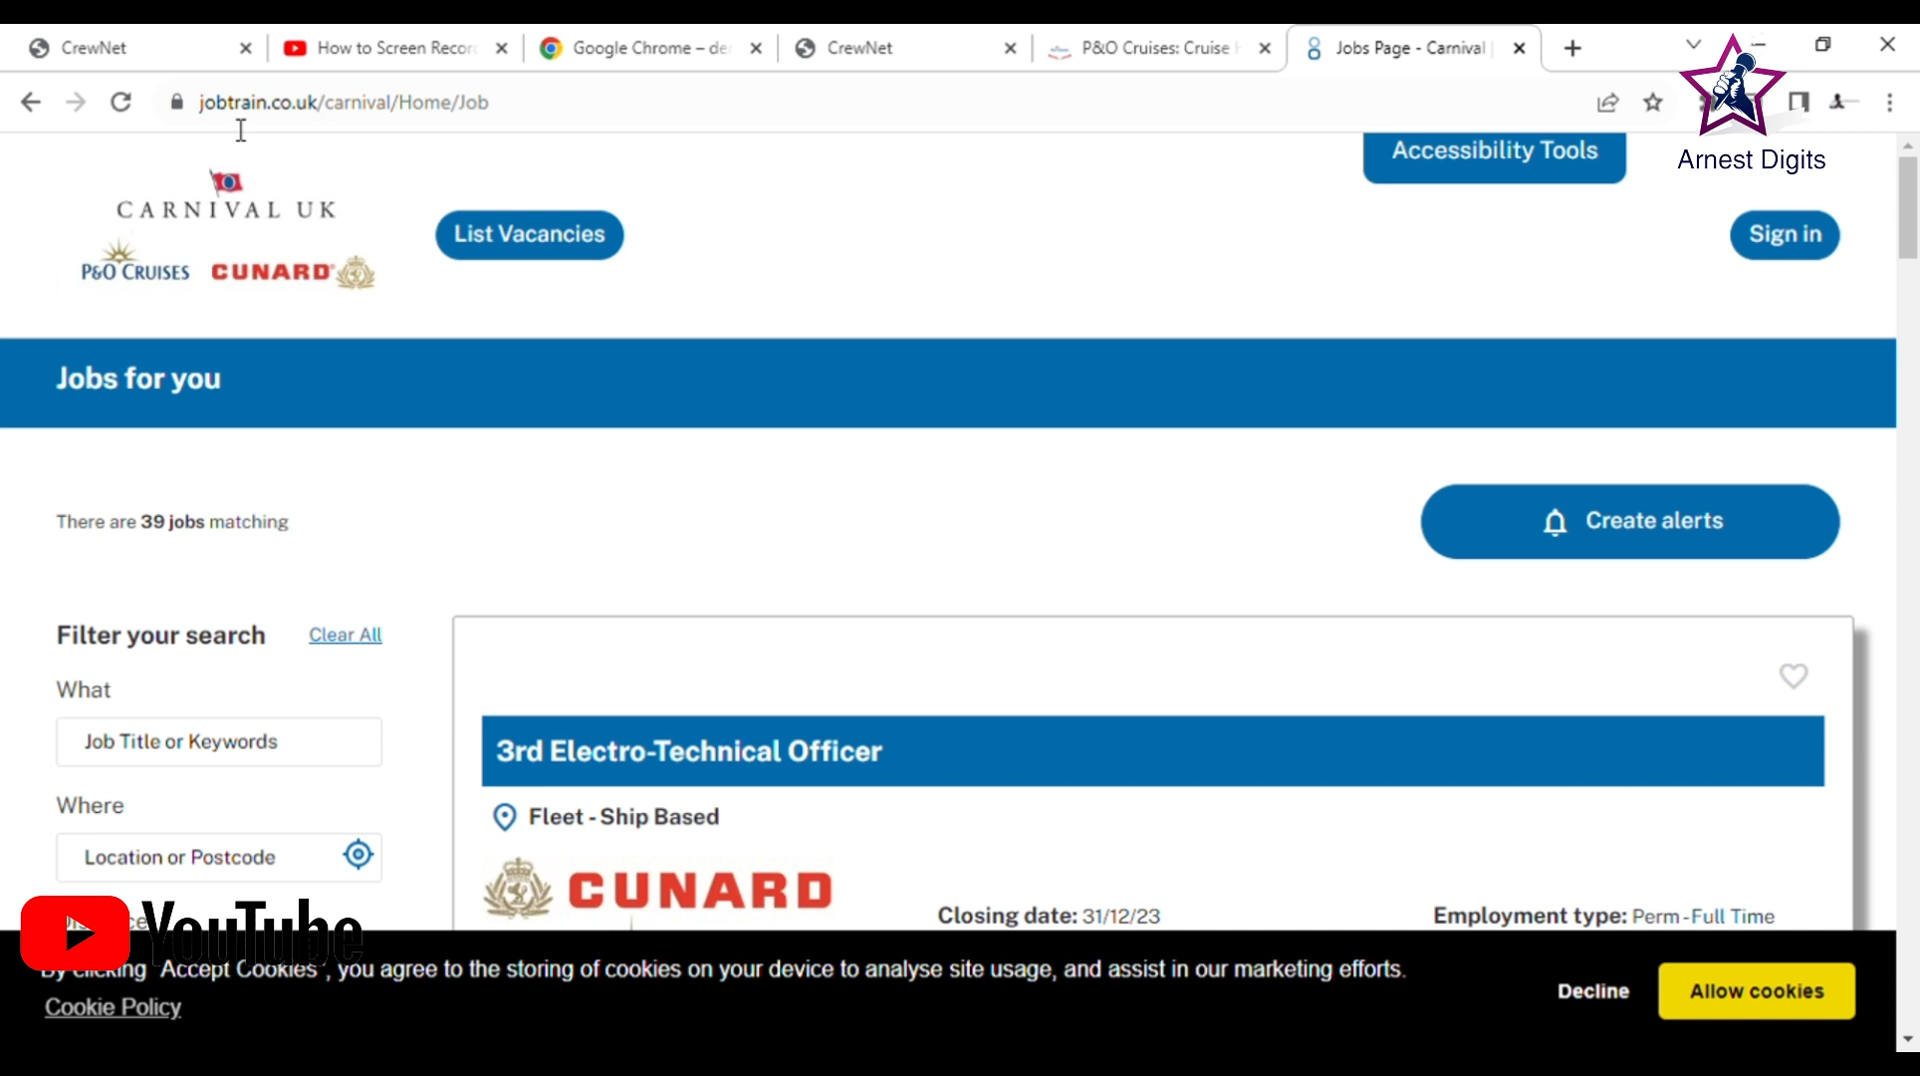 CrewNet
How to Screen Recor
Google Chrome – de
CrewNet
P&O Cruises: Cruise H
Jobs Page - Carnival
jobtrain.co.uk/carnival/Home/Job
Arnest Digits
Accessibility Tools
CARNIVAL UK
P&O CRUISES CUNARD
List Vacancies
Sign in
Jobs for you
There are 39 jobs matching
Create alerts
Filter your search
Clear All
What
Job Title or Keywords
3rd Electro-Technical Officer
Where
Fleet - Ship Based
Location or Postcode
CUNARD
Closing date: 31/12/23
Employment type: Perm - Full Time
YouTube
By clicking "Accept Cookies", you agree to the storing of cookies on your device to analyse site usage, and assist in our marketing efforts.
Cookie Policy
Decline
Allow cookies